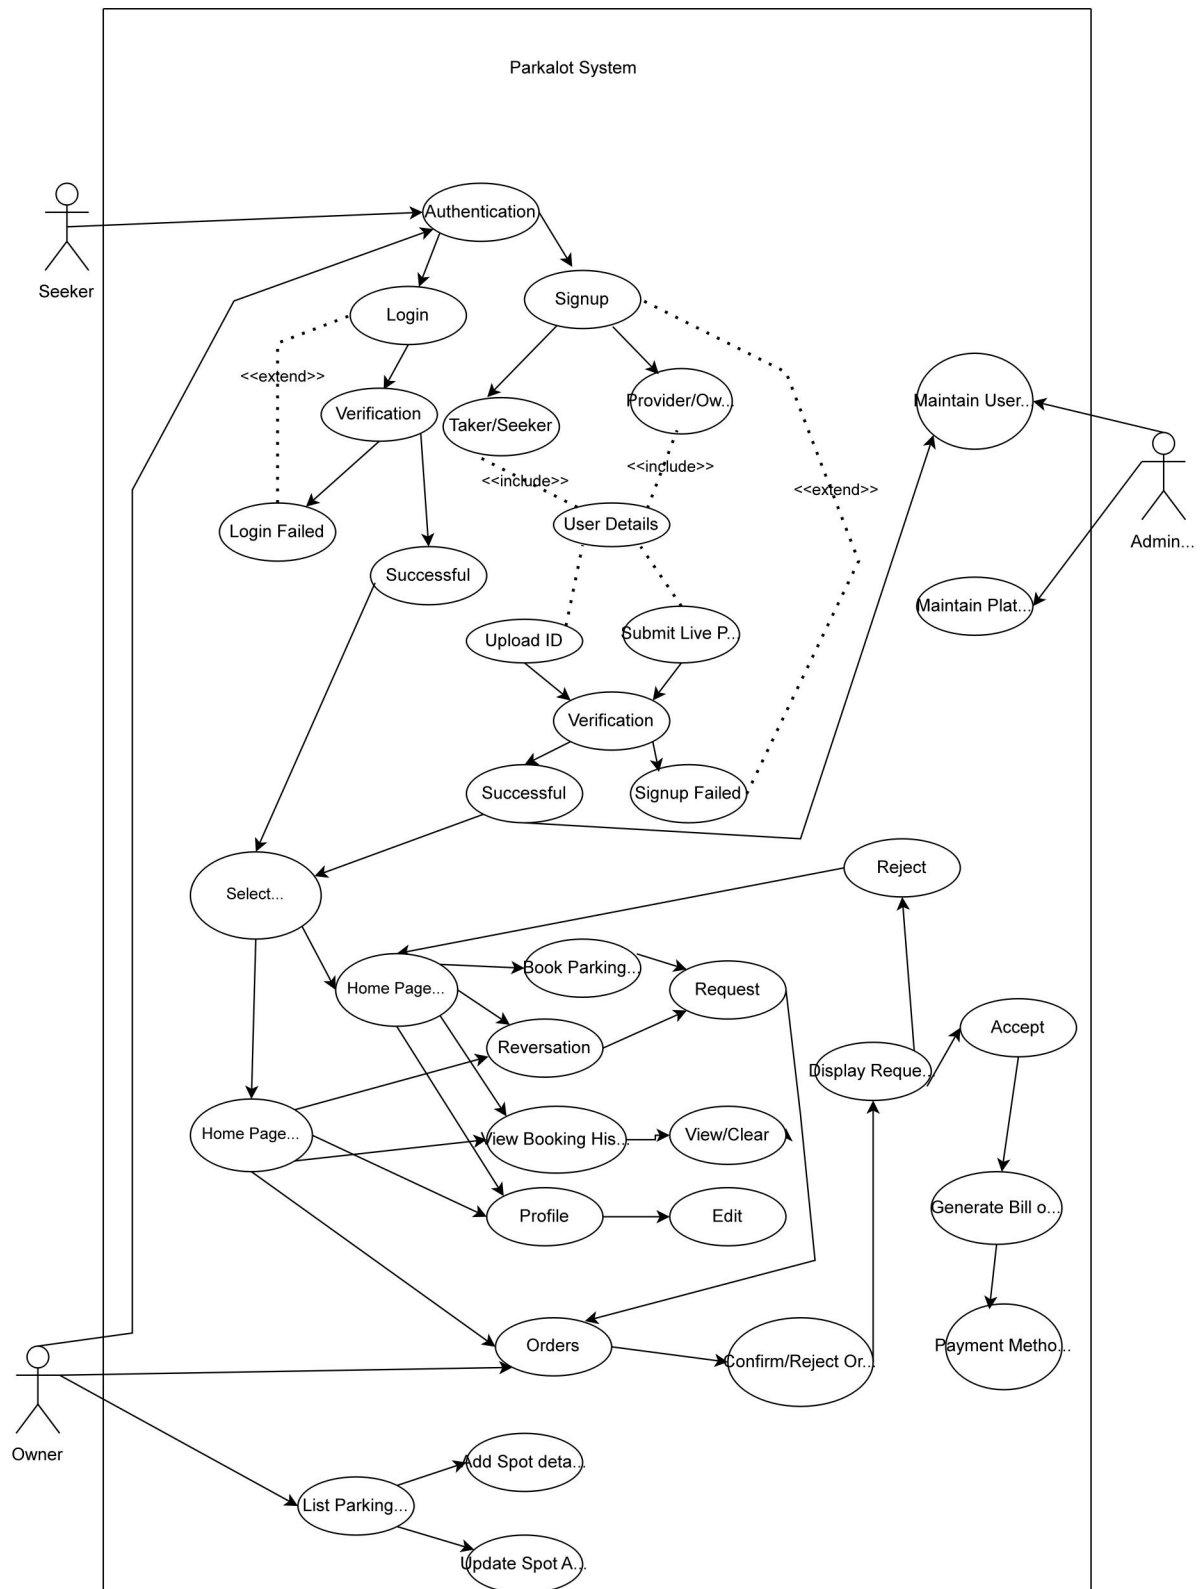 Parkalot System
Authentication
Seeker
Signup
Login
<<extend>>
Provider/Ow...
Maintain User...
Verification
Taker/Seeker
<<include>>
<<include>>
<<extend>>
User Details
Login Failed
Admin...
Successful
Maintain Plat...
Upload ID
Submit Live P...
Verification
Successful
Signup Failed
Reject
Select...
Book Parking...
Home Page...
Request
Accept
Reversation
Display Reque...
Home Page...
View Booking His...
View/Clear
Generate Bill o...
Profile
Edit
Orders
Payment Metho...
Confirm/Reject Or...
Owner
Add Spot deta...
List Parking...
Update Spot A...